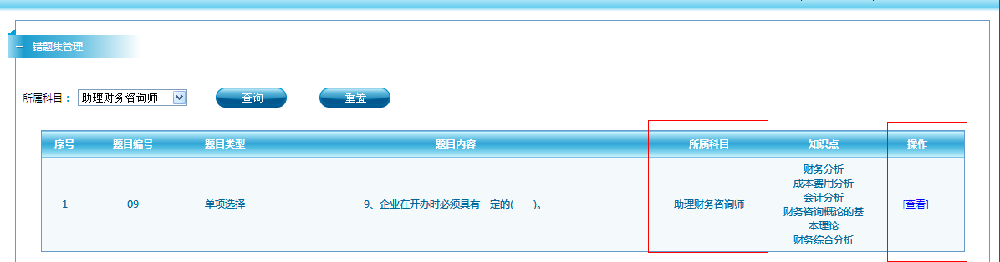 错题集管理
所属科目： 助理财务咨询师 查询 重置
序号 题目编号 题目类型 题目内容 所属科目 知识点 操作
财务分析
成本费用分析
会计分析
1 09 单项选择 9、企业在开办时必须具有一定的( )。 助理财务咨询师 [查看]
财务咨询概论的基
本理论
财务综合分析